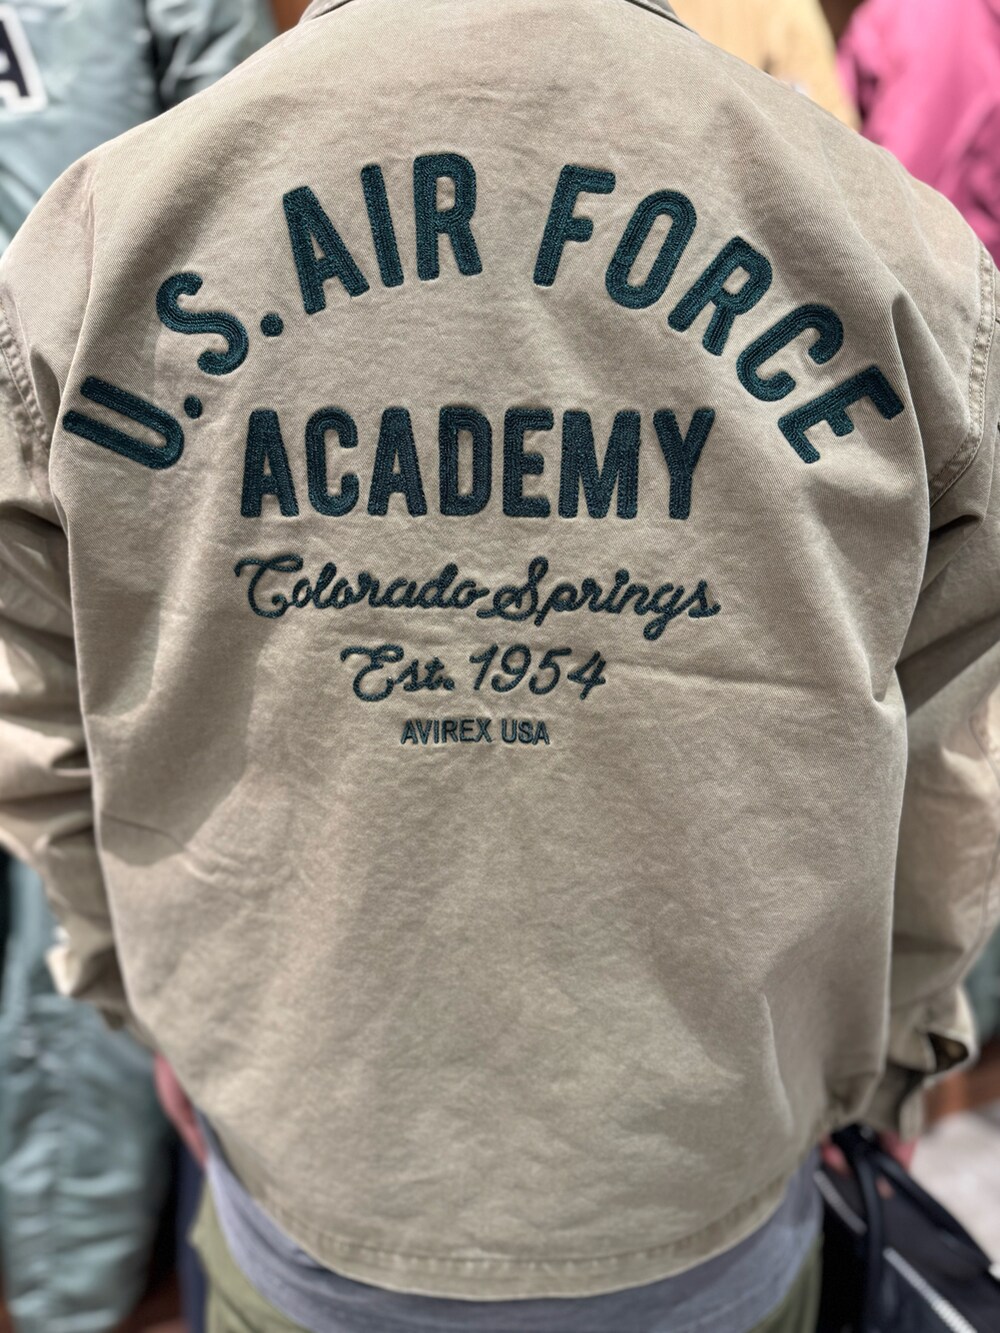 U.S. AIR FORCE
ACADEMY
Colorado Springs
Est. 1954
AVIREX USA